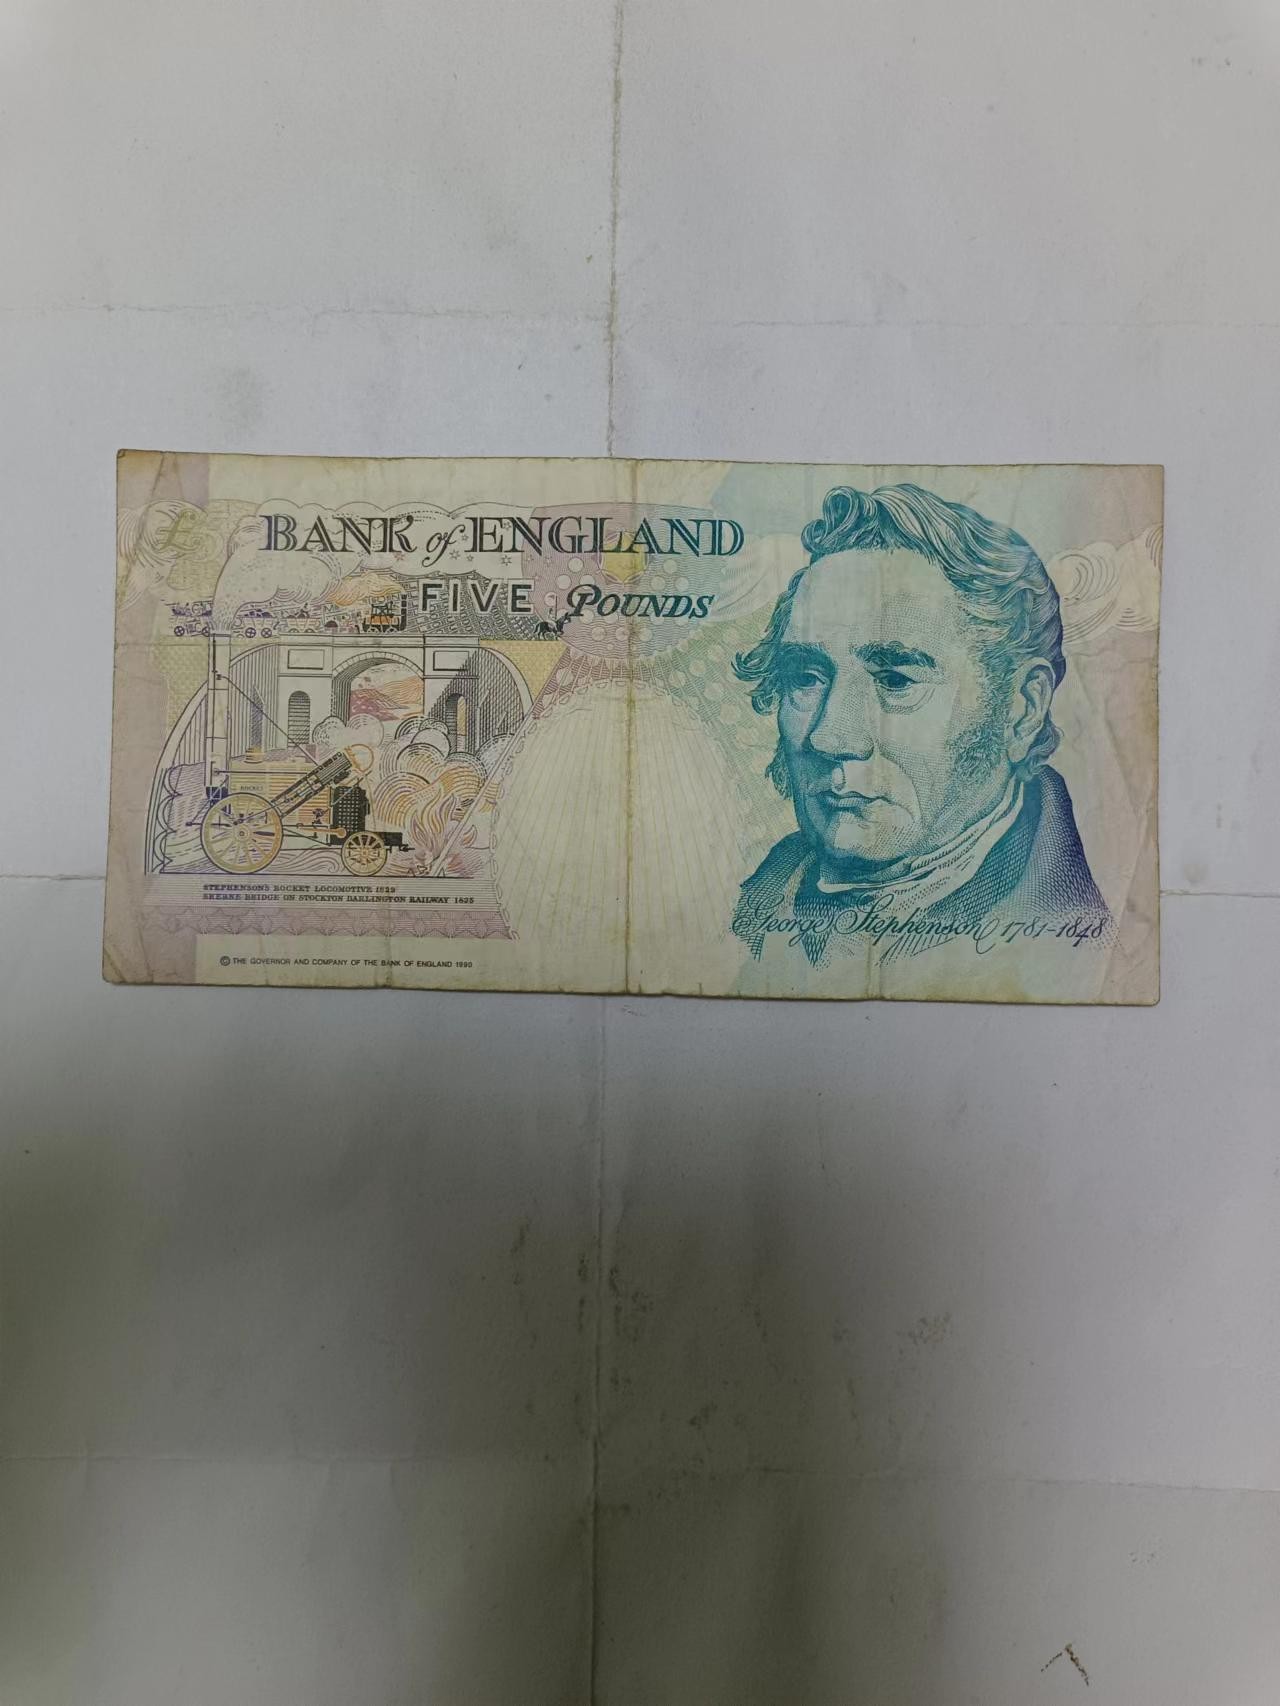 £
BANK of ENGLAND
FIVE POUNDS
ROCKET
STEPHENSON'S ROCKET LOCOMOTIVE 1829
SKERNE BRIDGE ON STOCKTON DARLINGTON RAILWAY 1825
George Stephenson 1781-1848
© THE GOVERNOR AND COMPANY OF THE BANK OF ENGLAND 1990